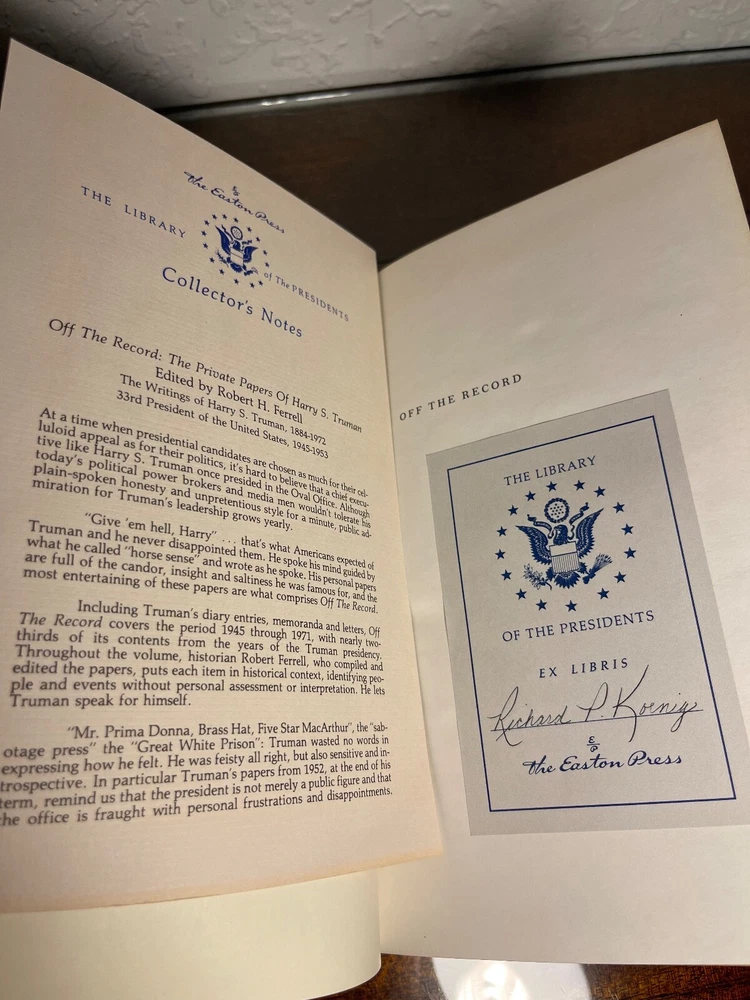 the Easton Press
THE LIBRARY of The PRESIDENTS
Collector's Notes
Off The Record: The Private Papers Of Harry S. Truman
Edited by Robert H. Ferrell
The Writings of Harry S. Truman, 1884-1972
33rd President of the United States, 1945-1953
At a time when presidential candidates are chosen as much for their cel-
luloid appeal as for their politics, it's hard to believe that a chief execu-
tive like Harry S. Truman once presided in the Oval Office. Although
today's political power brokers and media men wouldn't tolerate his
plain-spoken honesty and unpretentious style for a minute, public ad-
miration for Truman's leadership grows yearly.
"Give 'em hell, Harry" . . . that's what Americans expected of
Truman and he never disappointed them. He spoke his mind guided by
what he called "horse sense" and wrote as he spoke. His personal papers
are full of the candor, insight and saltiness he was famous for, and the
most entertaining of these papers are what comprises Off The Record.
Including Truman's diary entries, memoranda and letters, Off
The Record covers the period 1945 through 1971, with nearly two-
thirds of its contents from the years of the Truman presidency.
Throughout the volume, historian Robert Ferrell, who compiled and
edited the papers, puts each item in historical context, identifying peo-
ple and events without personal assessment or interpretation. He lets
Truman speak for himself.
"Mr. Prima Donna, Brass Hat, Five Star MacArthur", the "sab-
otage press" the "Great White Prison": Truman wasted no words in
expressing how he felt. He was feisty all right, but also sensitive and in-
trospective. In particular Truman's papers from 1952, at the end of his
term, remind us that the president is not merely a public figure and that
the office is fraught with personal frustrations and disappointments.
OFF THE RECORD
THE LIBRARY
OF THE PRESIDENTS
EX LIBRIS
Richard P. Koenig
E/P
the Easton Press